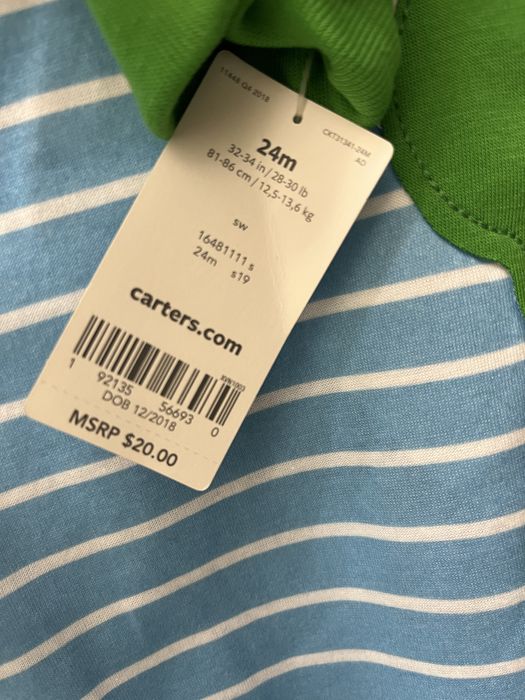 11448 Q4 2018
CKT31341-24M
AD
24m
32-34 in / 28-30 lb
81-86 cm / 12,5-13,6 kg
sw
16481111 s
24m s19
carters.com
1 92135 56693 0
DOB 12/2018
MSRP $20.00